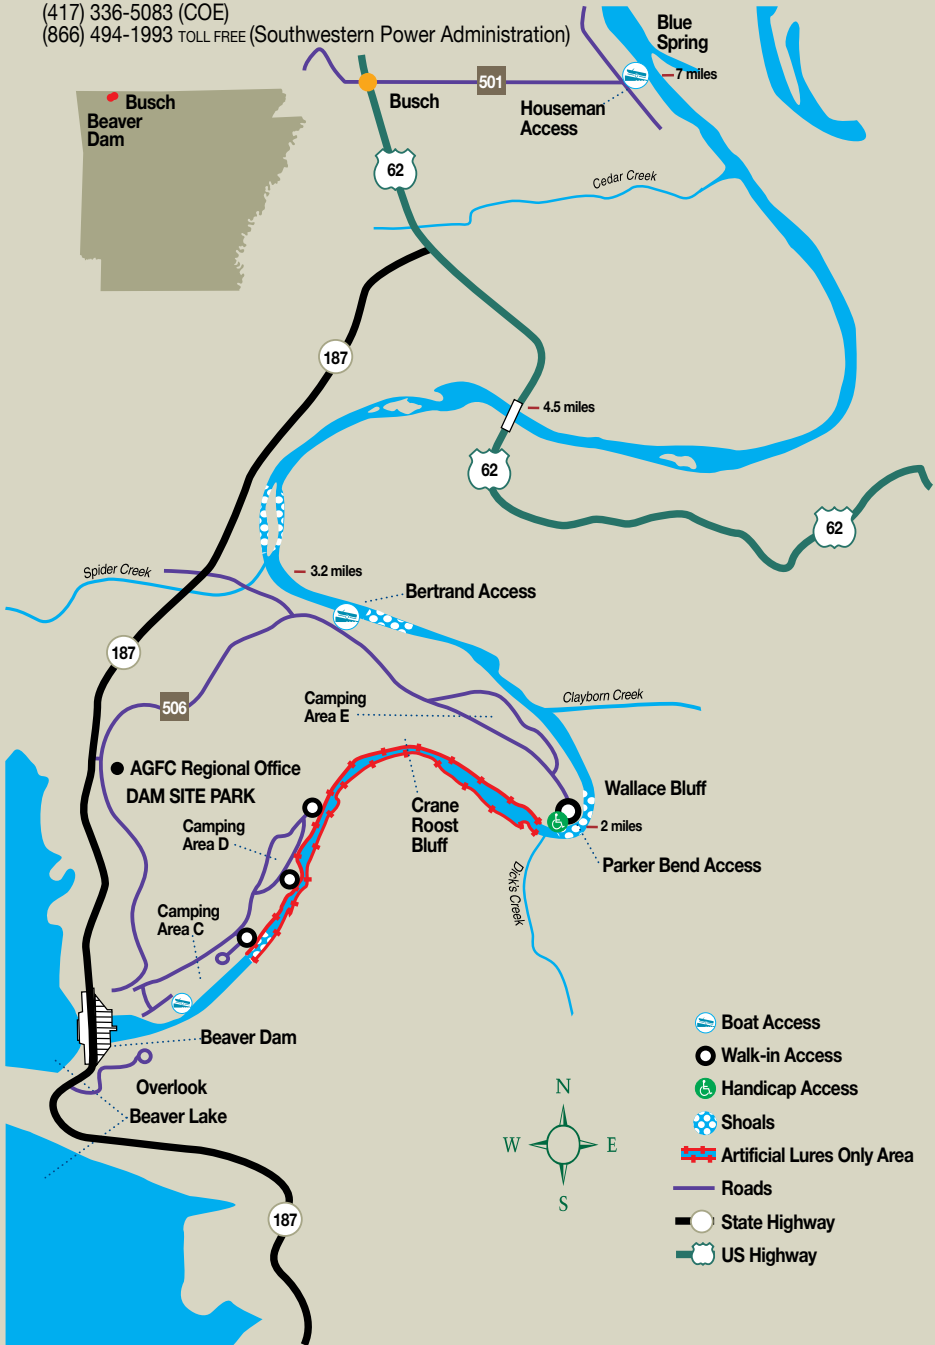 (417) 336-5083 (COE)
(866) 494-1993 TOLL FREE (Southwestern Power Administration)
Blue
Spring
7 miles
501
Busch
Houseman
Access
Busch
Beaver
Dam
62
Cedar Creek
187
4.5 miles
62
62
Spider Creek
3.2 miles
Bertrand Access
187
Clayborn Creek
Camping
Area E
506
AGFC Regional Office
DAM SITE PARK
Wallace Bluff
Crane
Roost
Bluff
Camping
Area D
2 miles
Parker Bend Access
Dick's Creek
Camping
Area C
Beaver Dam
Overlook
Beaver Lake
N
W
E
S
187
Boat Access
Walk-in Access
Handicap Access
Shoals
Artificial Lures Only Area
Roads
State Highway
US Highway